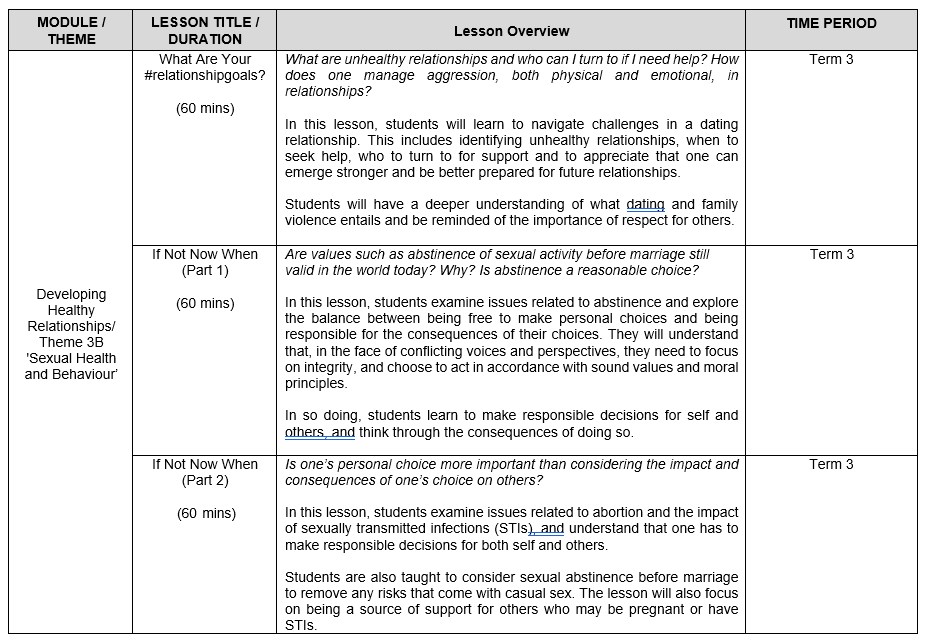 MODULE /
THEME
LESSON TITLE /
DURATION
Lesson Overview
TIME PERIOD
Developing
Healthy
Relationships/
Theme 3B
'Sexual Health
and Behaviour'
What Are Your
#relationshipgoals?
(60 mins)
What are unhealthy relationships and who can I turn to if I need help? How
does one manage aggression, both physical and emotional, in
relationships?
In this lesson, students will learn to navigate challenges in a dating
relationship. This includes identifying unhealthy relationships, when to
seek help, who to turn to for support and to appreciate that one can
emerge stronger and be better prepared for future relationships.
Students will have a deeper understanding of what dating and family
violence entails and be reminded of the importance of respect for others.
Term 3
If Not Now When
(Part 1)
(60 mins)
Are values such as abstinence of sexual activity before marriage still
valid in the world today? Why? Is abstinence a reasonable choice?
In this lesson, students examine issues related to abstinence and explore
the balance between being free to make personal choices and being
responsible for the consequences of their choices. They will understand
that, in the face of conflicting voices and perspectives, they need to focus
on integrity, and choose to act in accordance with sound values and moral
principles.
In so doing, students learn to make responsible decisions for self and
others, and think through the consequences of doing so.
Term 3
If Not Now When
(Part 2)
(60 mins)
Is one's personal choice more important than considering the impact and
consequences of one's choice on others?
In this lesson, students examine issues related to abortion and the impact
of sexually transmitted infections (STIs), and understand that one has to
make responsible decisions for both self and others.
Students are also taught to consider sexual abstinence before marriage
to remove any risks that come with casual sex. The lesson will also focus
on being a source of support for others who may be pregnant or have
STIs.
Term 3